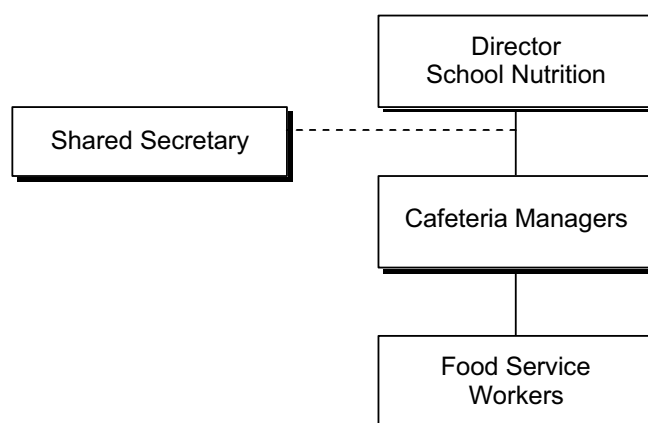 Director
School Nutrition
Shared Secretary
Cafeteria Managers
Food Service
Workers